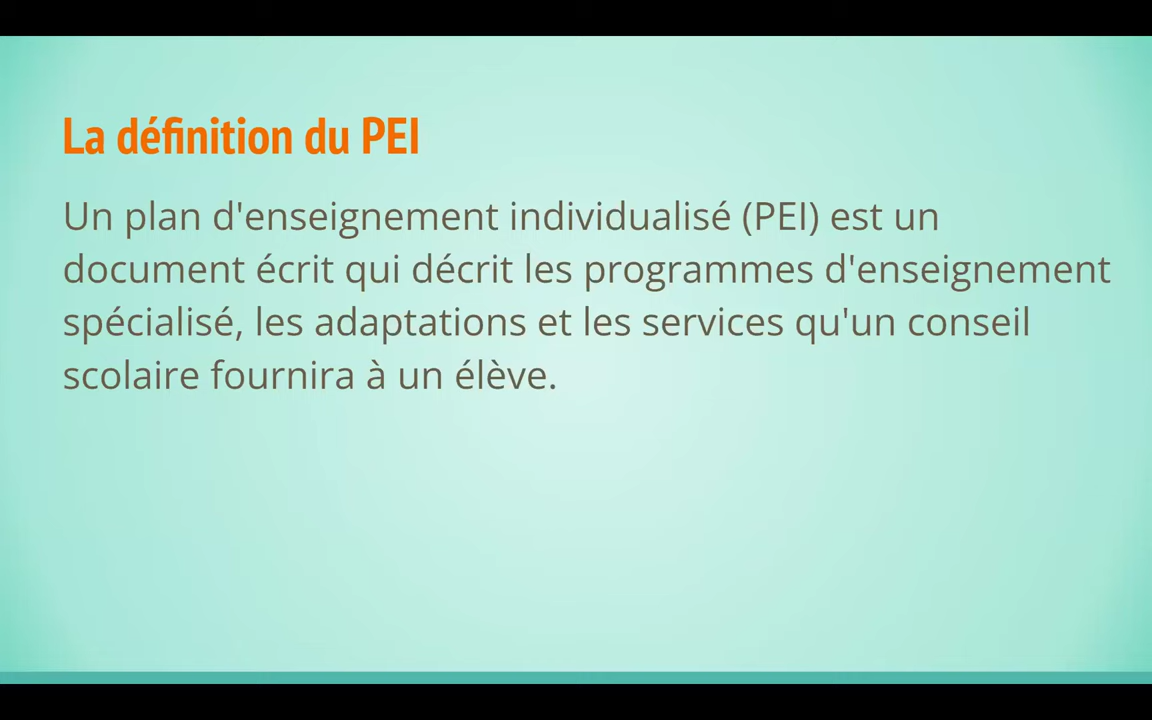 La définition du PEI
Un plan d'enseignement individualisé (PEI) est un
document écrit qui décrit les programmes d'enseignement
spécialisé, les adaptations et les services qu'un conseil
scolaire fournira à un élève.